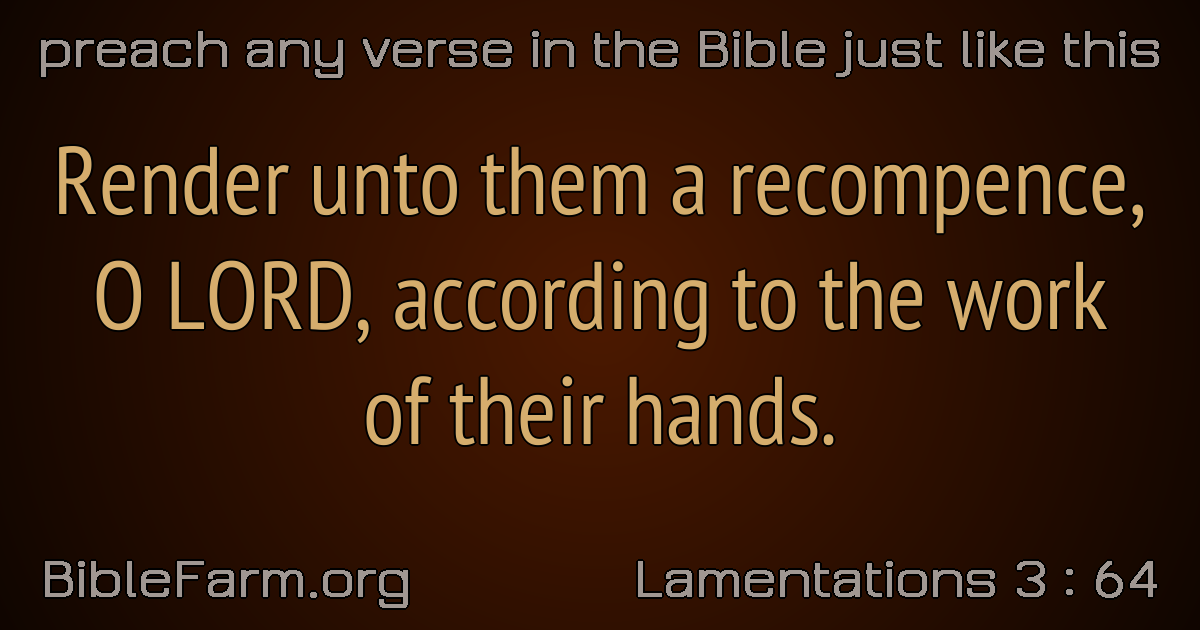 preach any verse in the Bible just like this
Render unto them a recompence,
O LORD, according to the work
of their hands.
BibleFarm.org
Lamentations 3 : 64